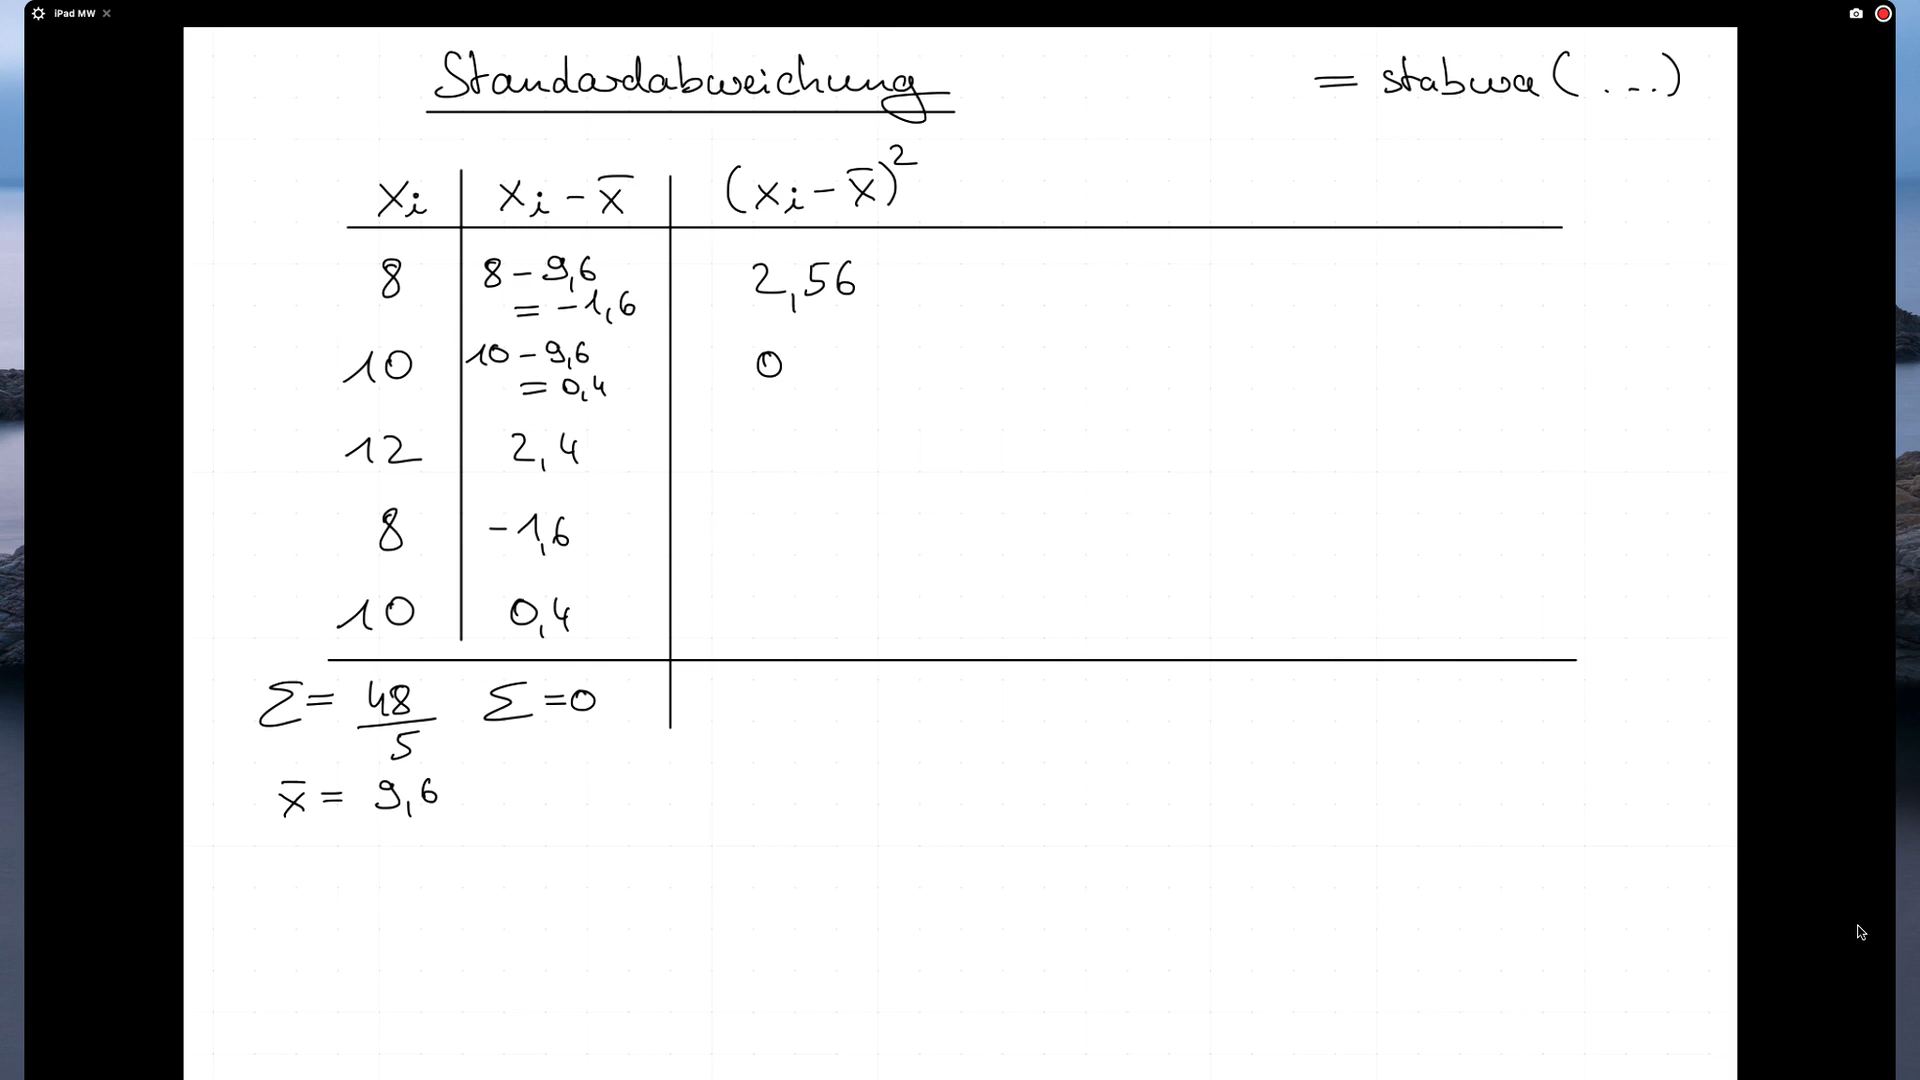 iPad MW
Standardabweichung = stabwa(...)
xi | xi - x̅ | (xi - x̅)²
8 | 8 - 9,6 = -1,6 | 2,56
10 | 10 - 9,6 = 0,4 | 0
12 | 2,4
8 | -1,6
10 | 0,4
Σ = 48/5 Σ = 0
x̅ = 9,6